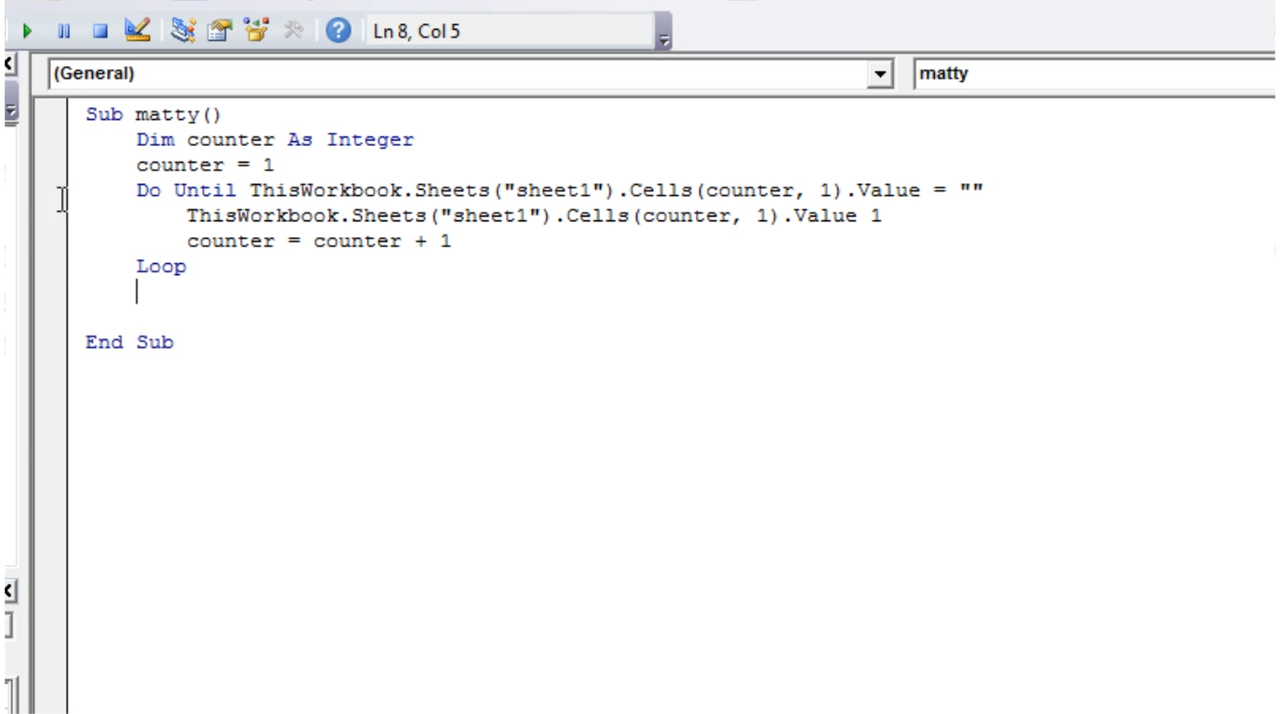 Ln 8, Col 5
(General) matty
Sub matty()
    Dim counter As Integer
    counter = 1
    Do Until ThisWorkbook.Sheets("sheet1").Cells(counter, 1).Value = ""
        ThisWorkbook.Sheets("sheet1").Cells(counter, 1).Value 1
        counter = counter + 1
    Loop
End Sub